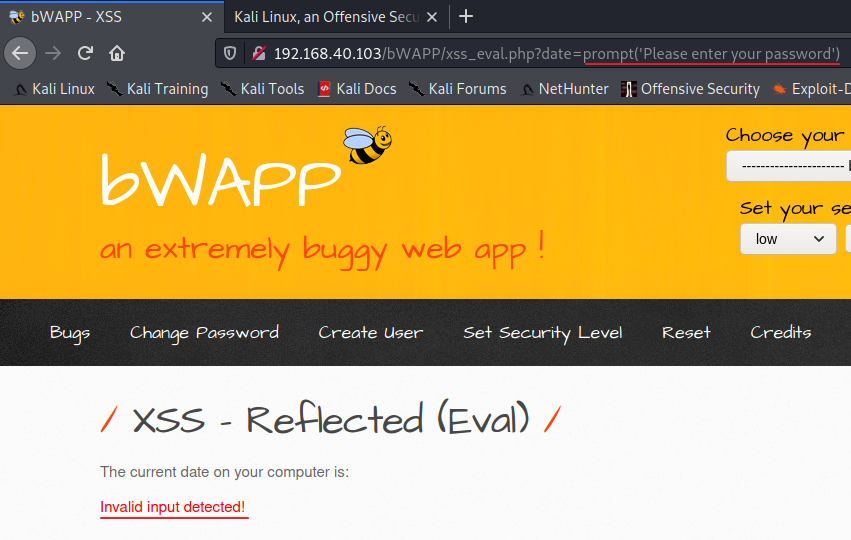 bWAPP - XSS
Kali Linux, an Offensive Secu
192.168.40.103/bWAPP/xss_eval.php?date=prompt('Please enter your password')
Kali Linux Kali Training Kali Tools Kali Docs Kali Forums NetHunter Offensive Security Exploit-D
Choose your
---------------------- b
bWAPP
Set your se
low
an extremely buggy web app !
Bugs Change Password Create User Set Security Level Reset Credits
/ XSS - Reflected (Eval) /
The current date on your computer is:
Invalid input detected!